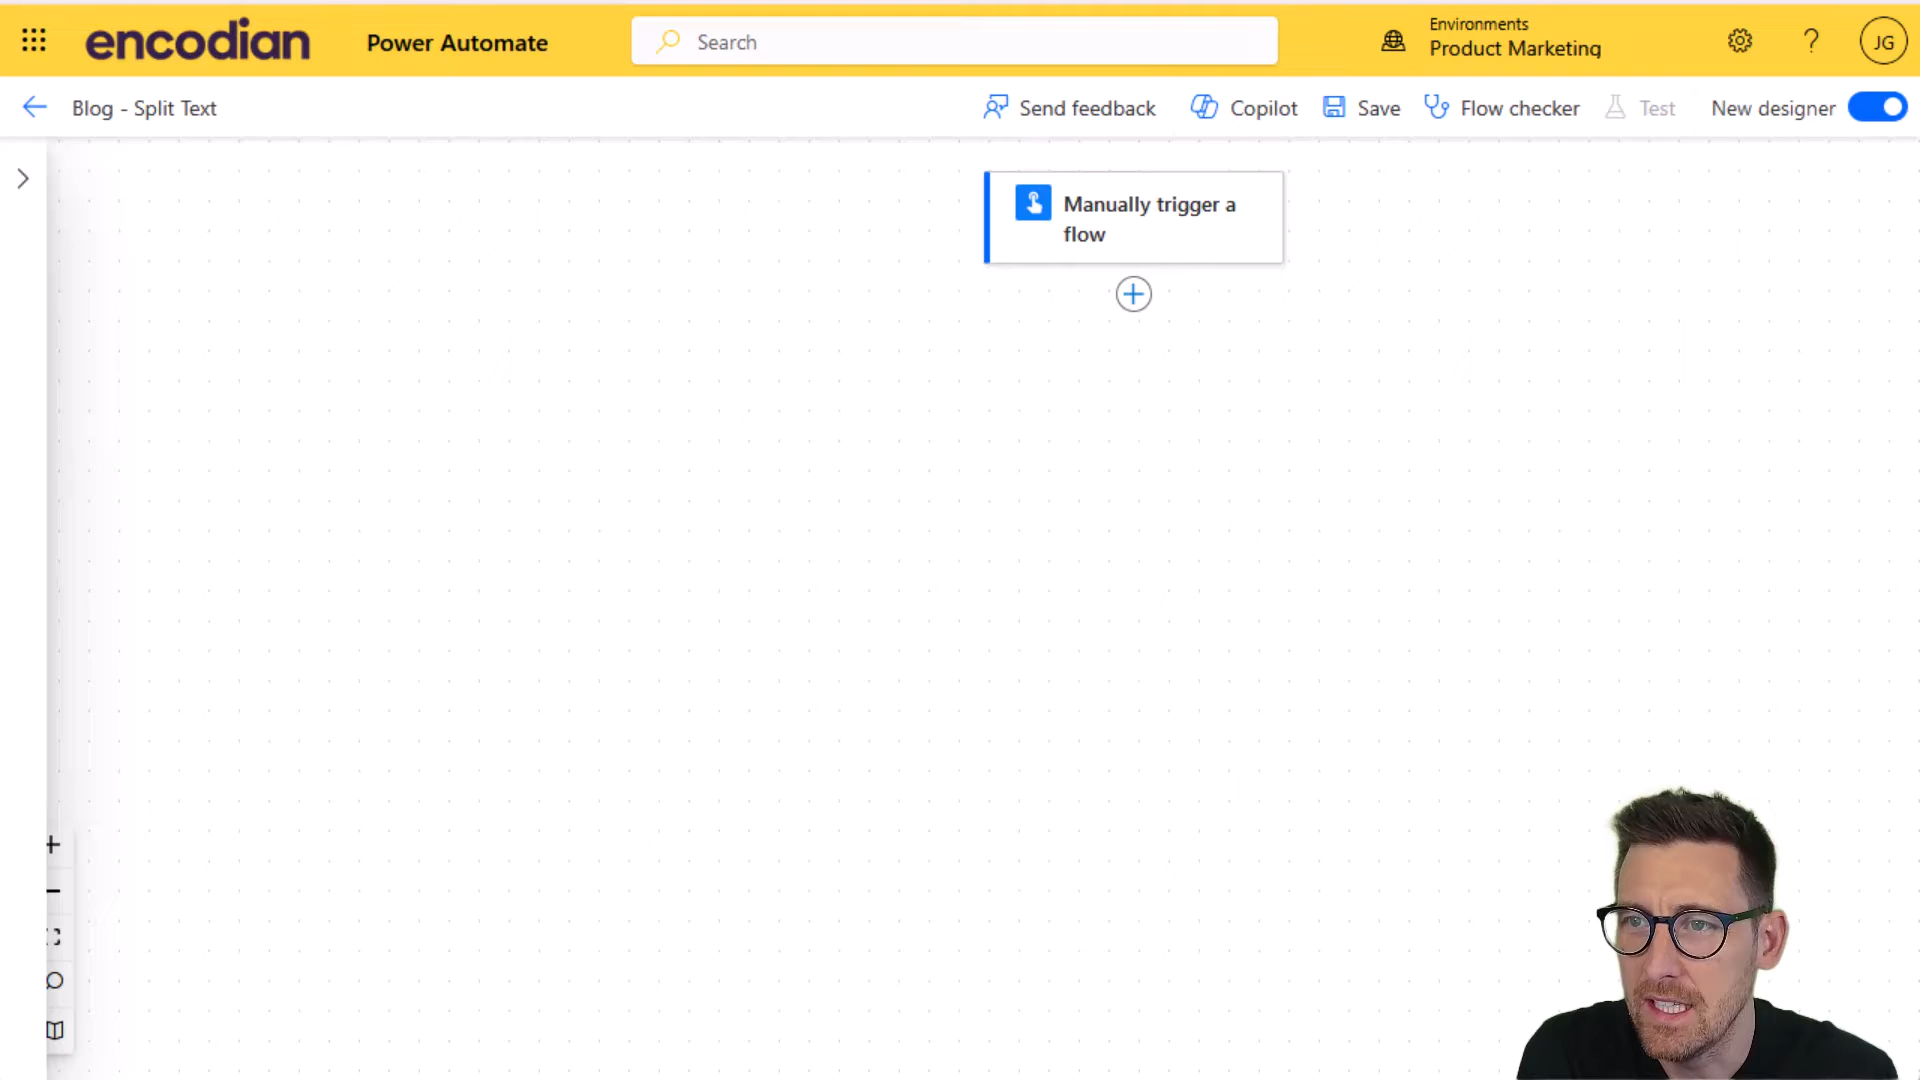 encodian
Power Automate
Search
Environments
Product Marketing
?
JG
Blog - Split Text
Send feedback
Copilot
Save
Flow checker
Test
New designer
Manually trigger a
flow